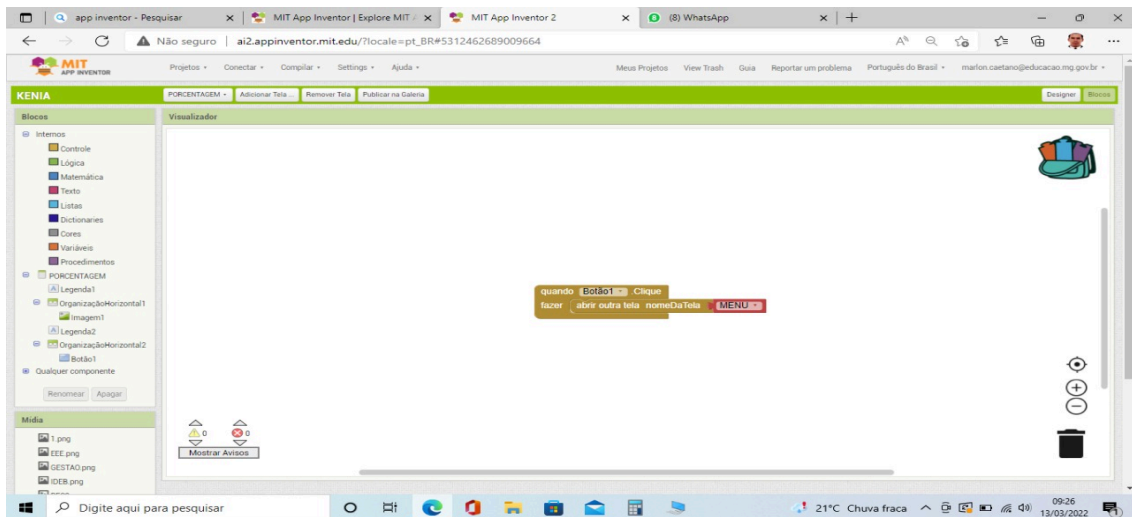 app inventor - Pesquisar
MIT App Inventor | Explore MIT A
MIT App Inventor 2
(8) WhatsApp
Não seguro | ai2.appinventor.mit.edu/?locale=pt_BR#5312462689009664
MIT
APP INVENTOR
Projetos Conectar Compilar Settings Ajuda
Meus Projetos View Trash Guia Reportar um problema Português do Brasil marlon.caetano@educacao.mg.gov.br
KENIA
PORCENTAGEM Adicionar Tela ... Remover Tela Publicar na Galeria
Designer Blocos
Blocos
Visualizador
Internos
Controle
Lógica
Matemática
Texto
Listas
Dictionaries
Cores
Variáveis
Procedimentos
PORCENTAGEM
Legenda1
OrganizaçãoHorizontal1
Imagem1
Legenda2
OrganizaçãoHorizontal2
Botão1
Qualquer componente
Renomear Apagar
quando Botão1 Clique
fazer abrir outra tela nomeDaTela MENU
0 0
Mostrar Avisos
Mídia
1.png
EEE.png
GESTAO.png
IDEB.png
Digite aqui para pesquisar
21°C Chuva fraca
09:26
13/03/2022